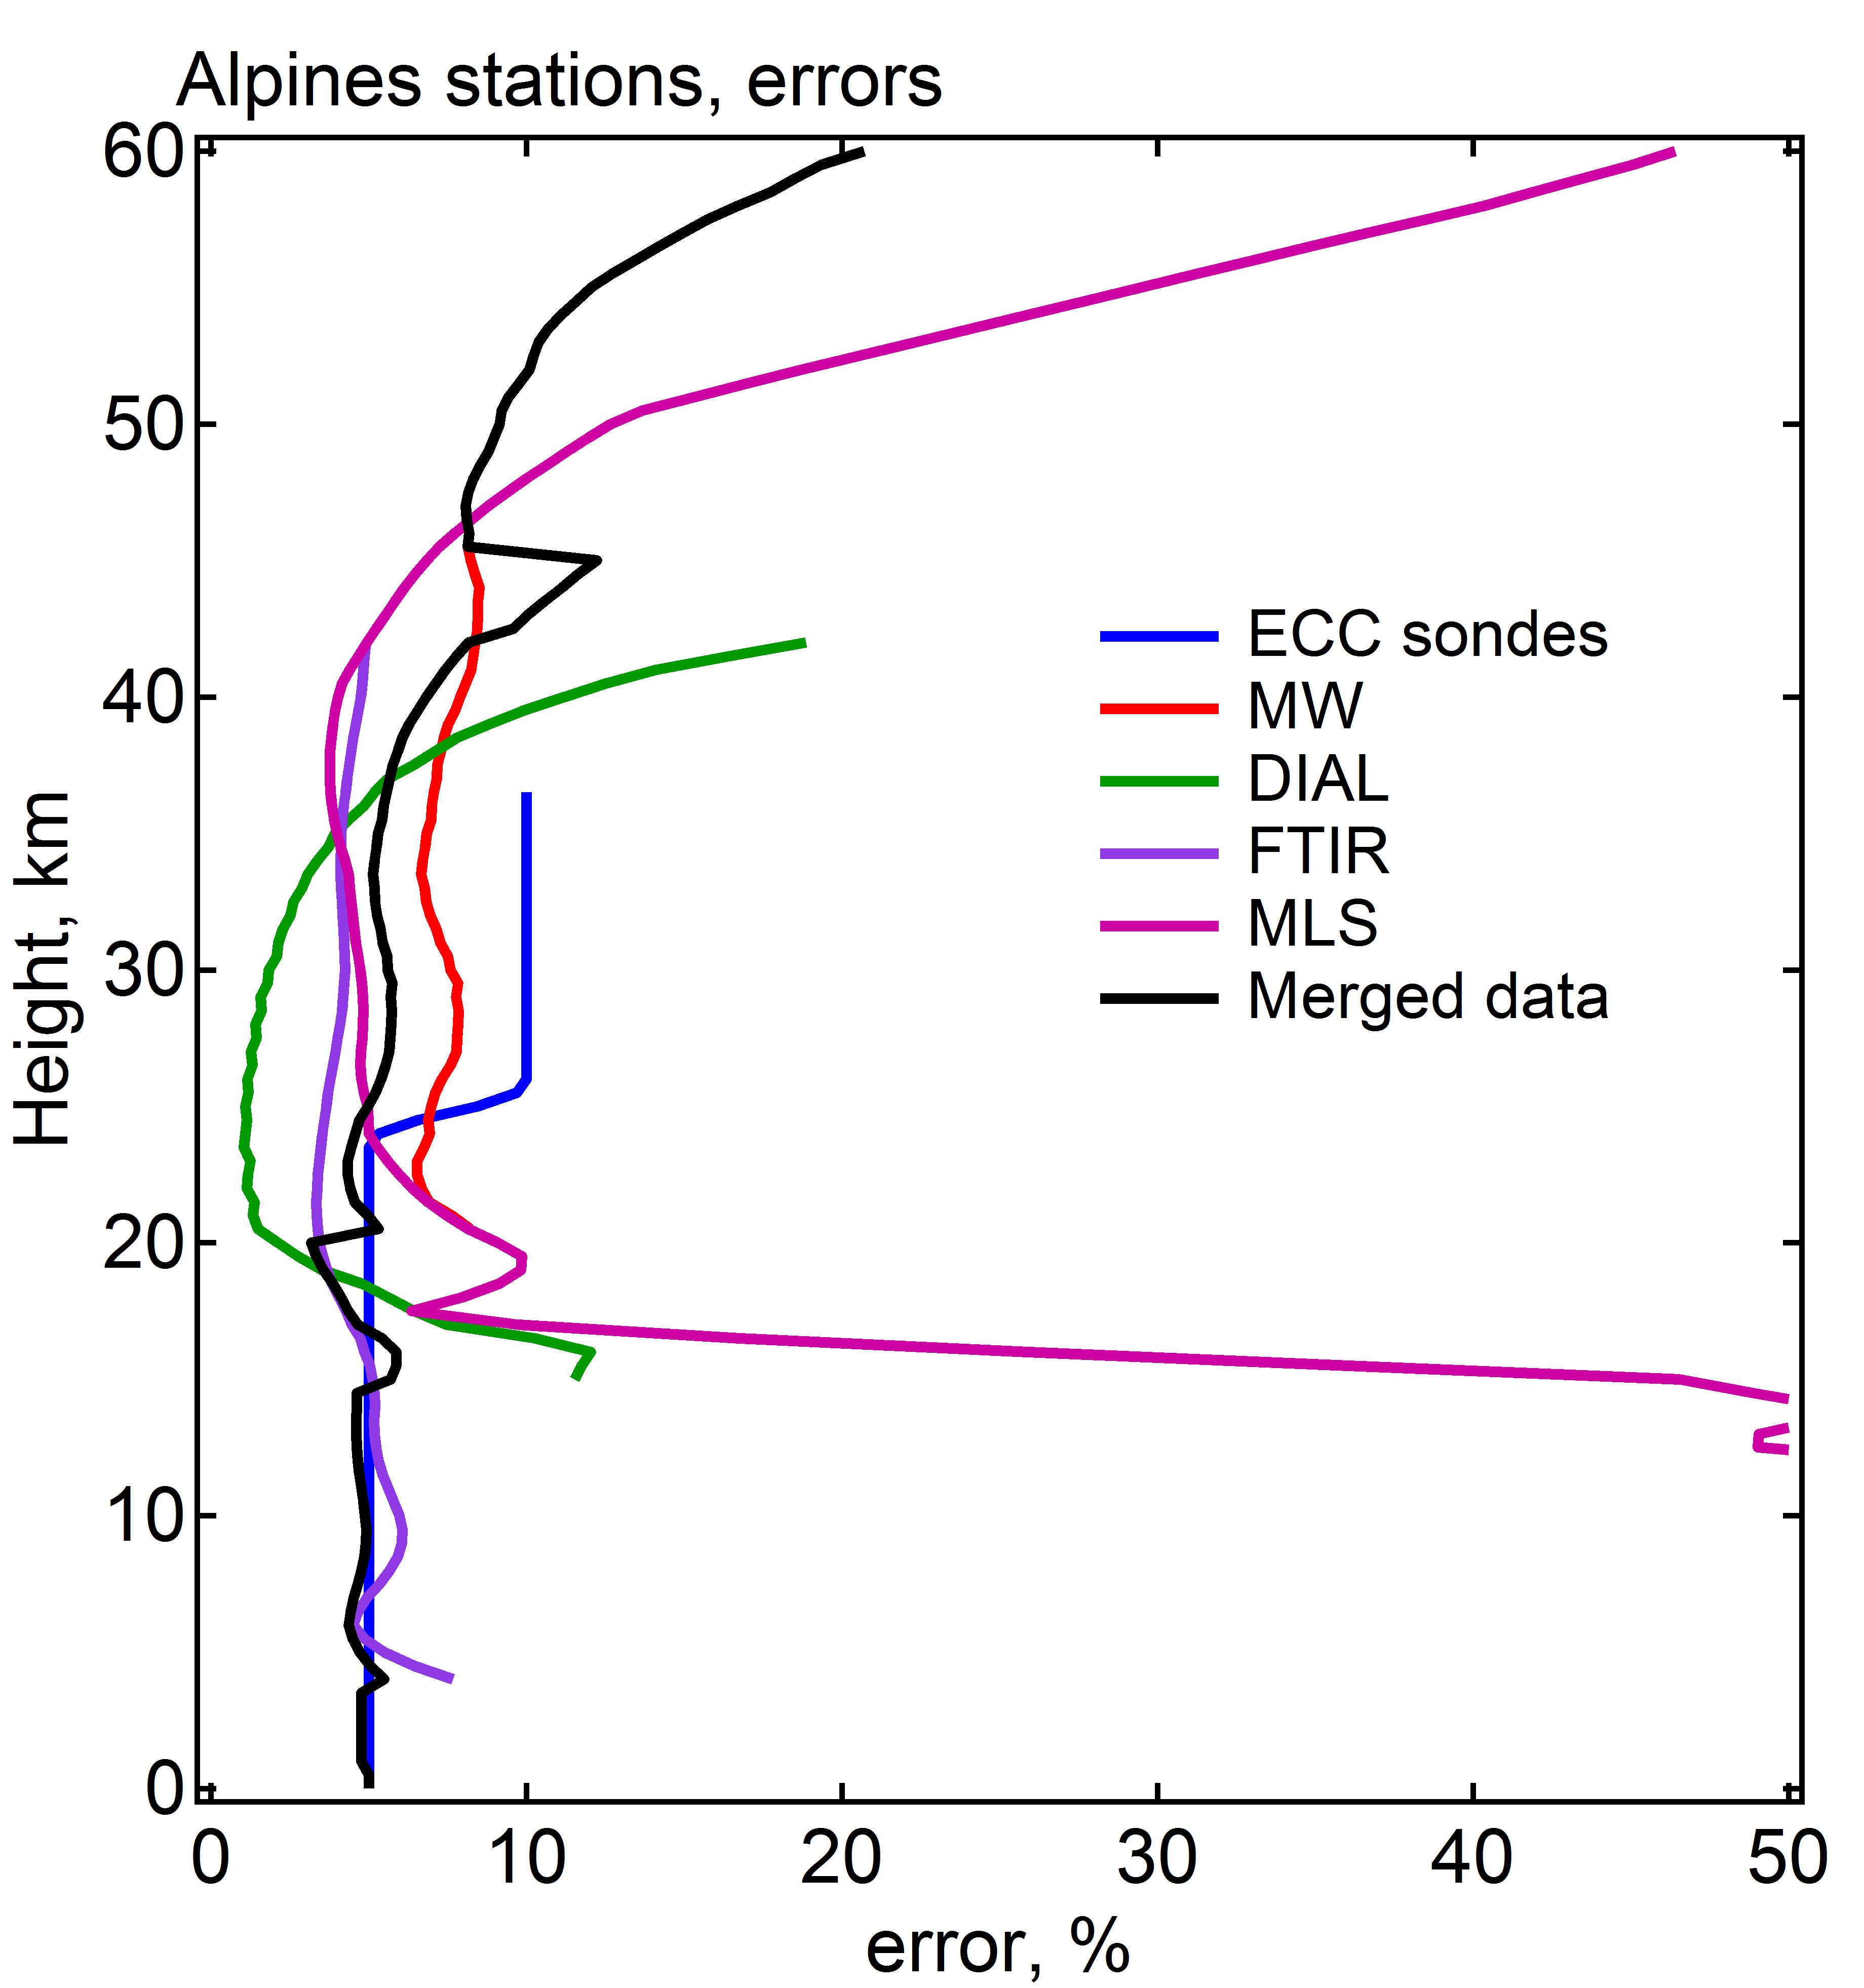 Alpines stations, errors
60
50
40
30
20
10
0
Height, km
ECC sondes
MW
DIAL
FTIR
MLS
Merged data
0 10 20 30 40 50
error, %